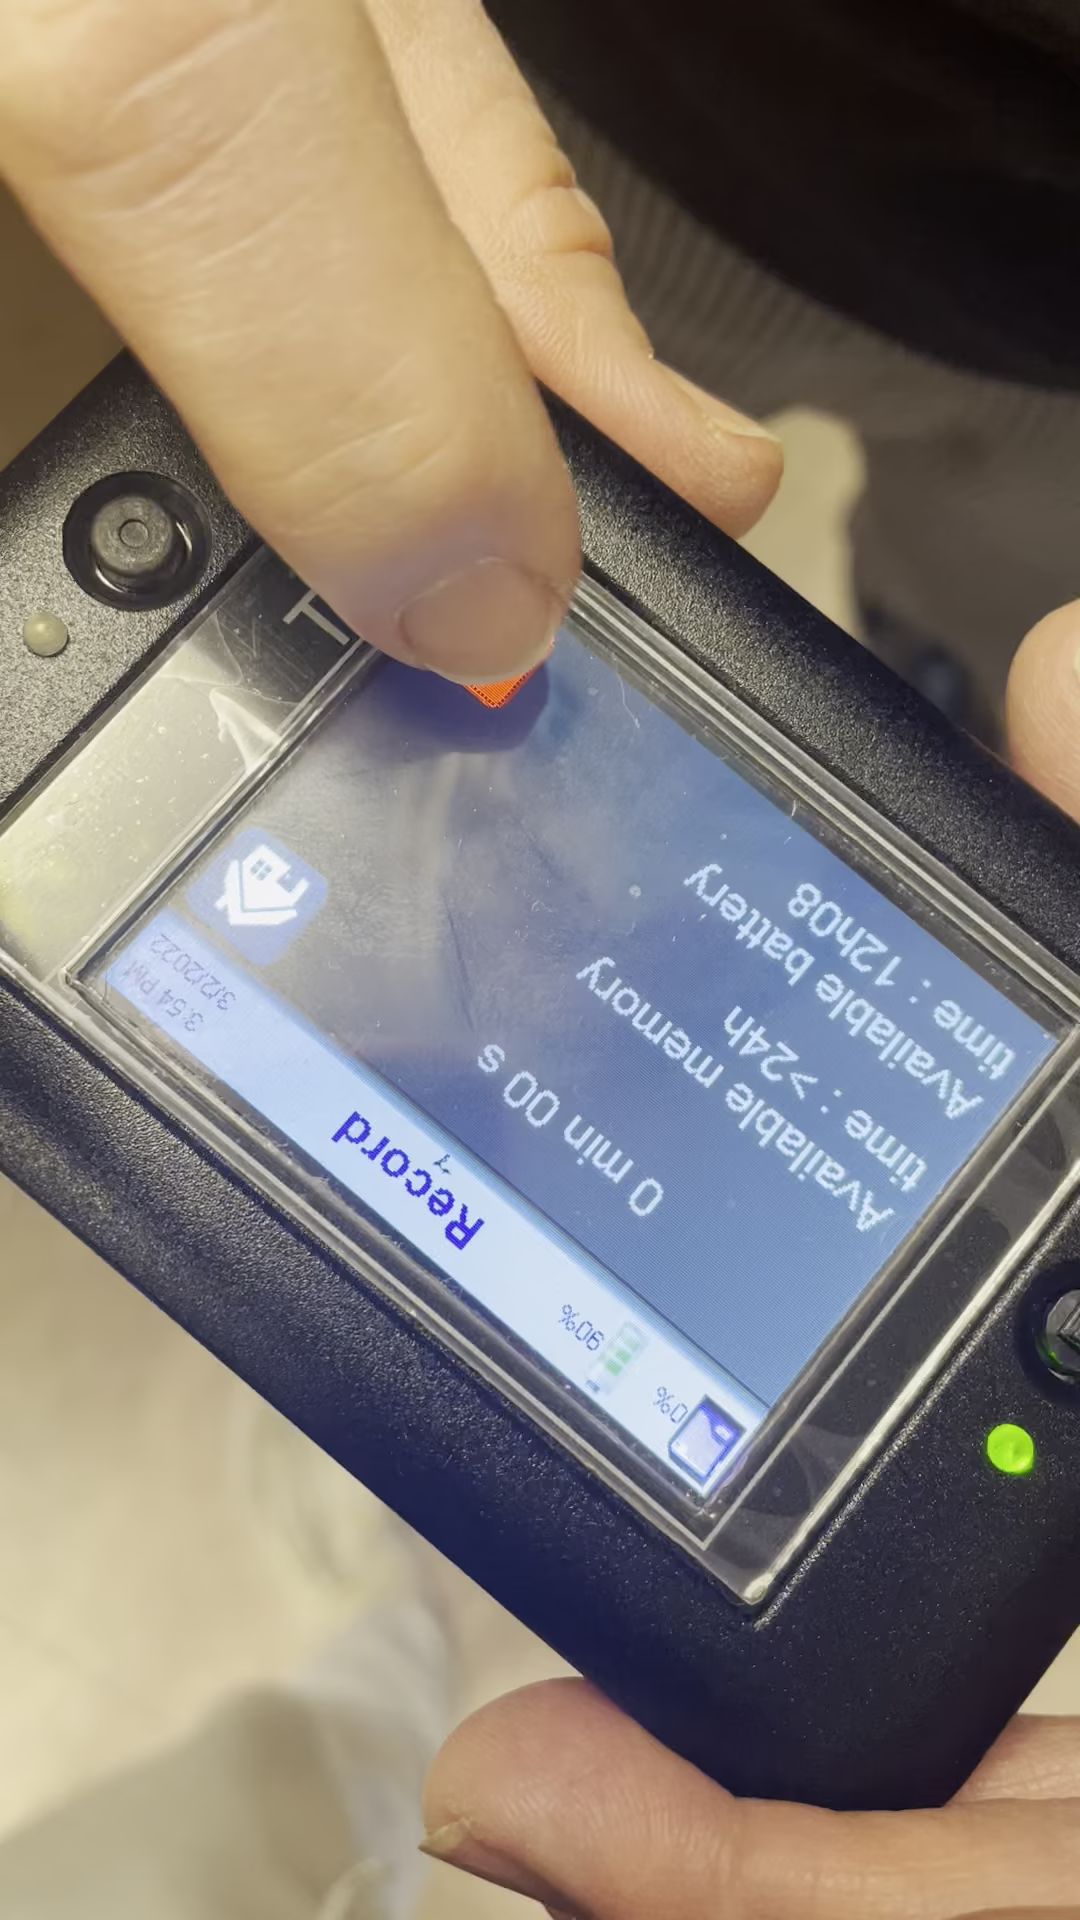 0%
90%
Record
3:54 PM
3/2/2022
0 min 00 s
Available memory
time : >24h
Available battery
time : 12h08